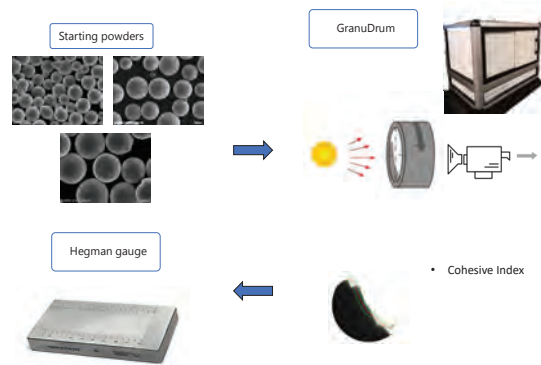 Starting powders
GranuDrum
Hegman gauge
• Cohesive Index